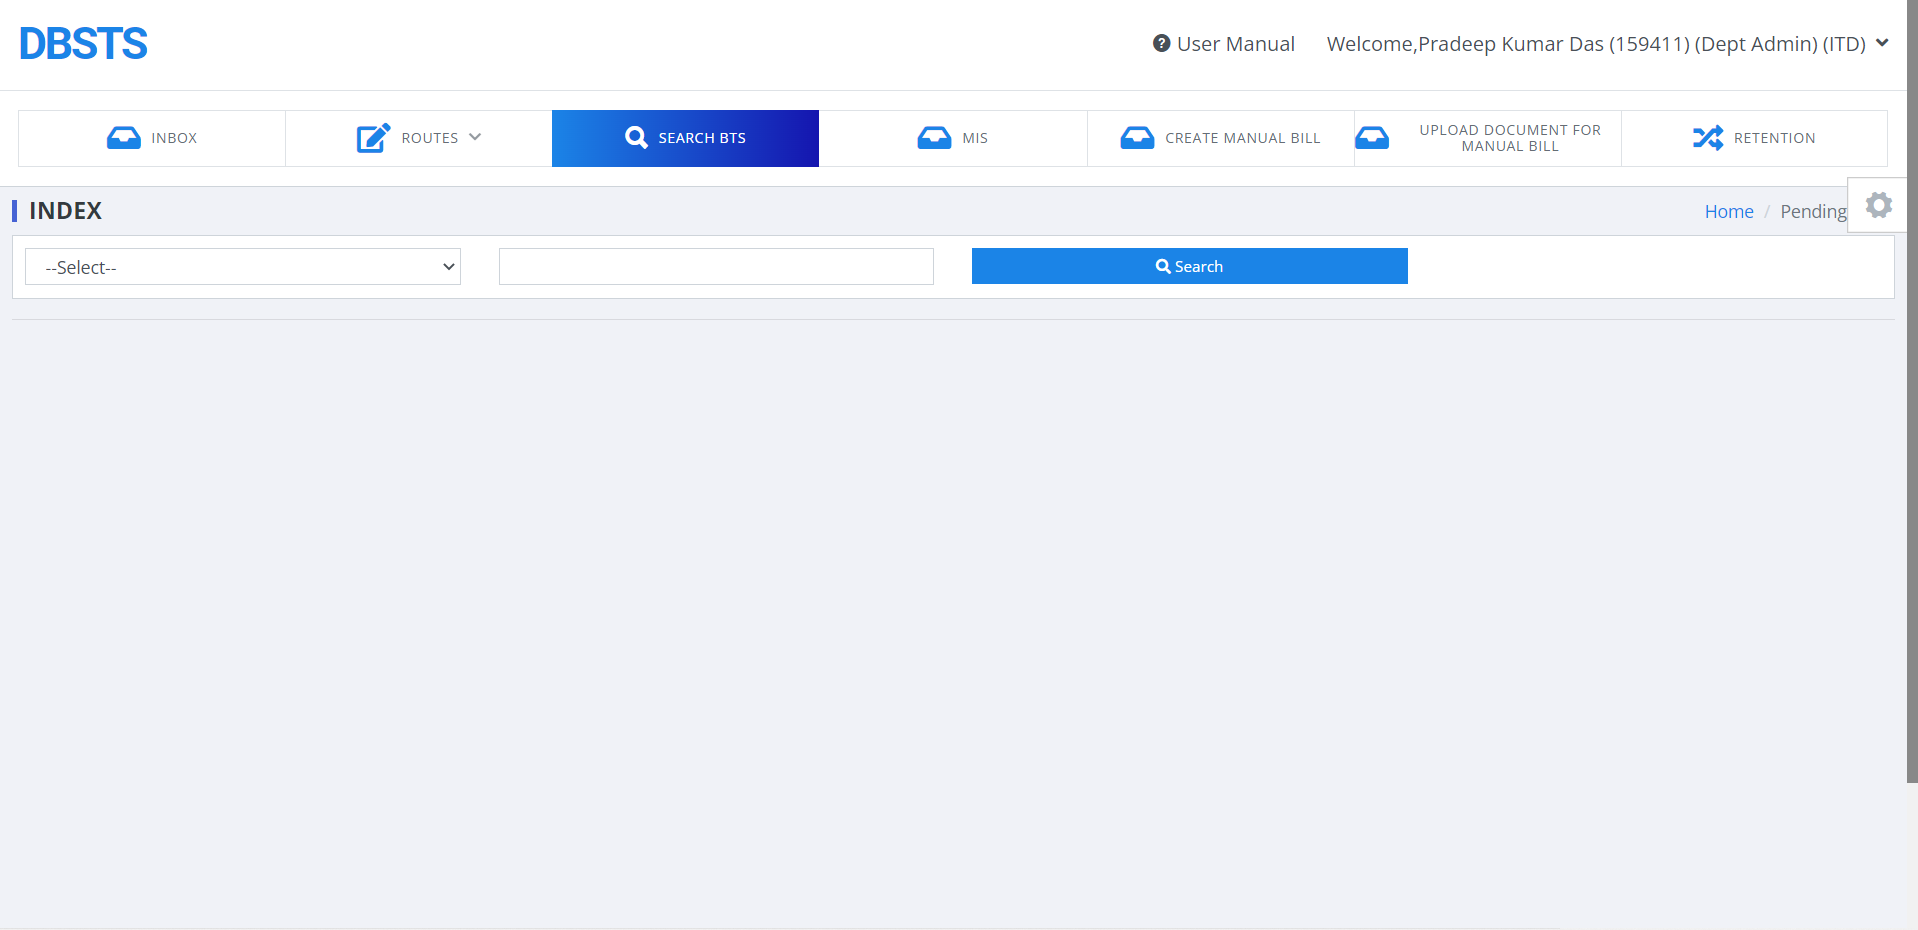 DBSTS
User Manual
Welcome,Pradeep Kumar Das (159411) (Dept Admin) (ITD)
INBOX
ROUTES
SEARCH BTS
MIS
CREATE MANUAL BILL
UPLOAD DOCUMENT FOR
MANUAL BILL
RETENTION
INDEX
Home / Pending
--Select--
Search